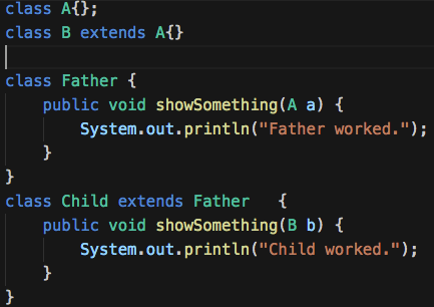 class A{};
class B extends A{}
class Father {
    public void showSomething(A a) {
        System.out.println("Father worked.");
    }
}
class Child extends Father   {
    public void showSomething(B b) {
        System.out.println("Child worked.");
    }
}